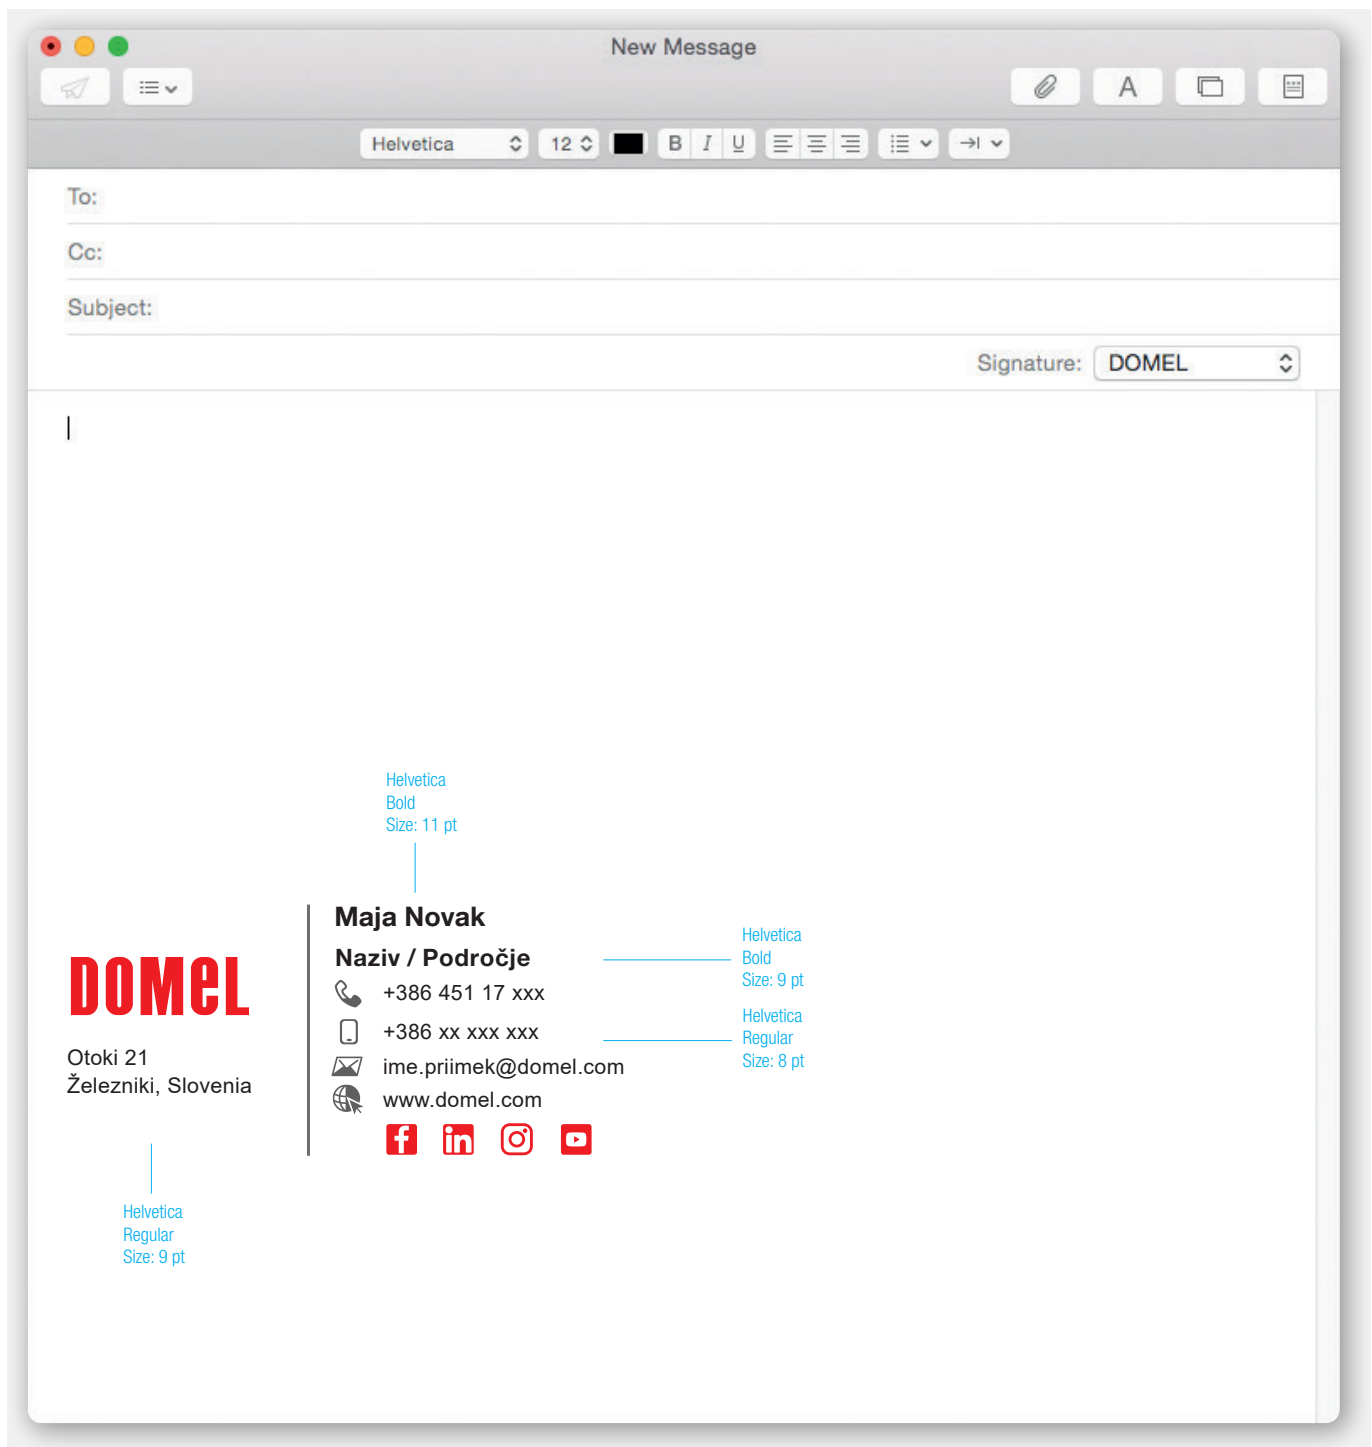 New Message
A
Helvetica 12 B I U
To:
Cc:
Subject:
Signature: DOMEL
Helvetica
Bold
Size: 11 pt
Maja Novak
Naziv / Področje
+386 451 17 xxx
+386 xx xxx xxx
ime.priimek@domel.com
www.domel.com
f in
DOMEL
Otoki 21
Železniki, Slovenia
Helvetica
Bold
Size: 9 pt
Helvetica
Regular
Size: 8 pt
Helvetica
Regular
Size: 9 pt